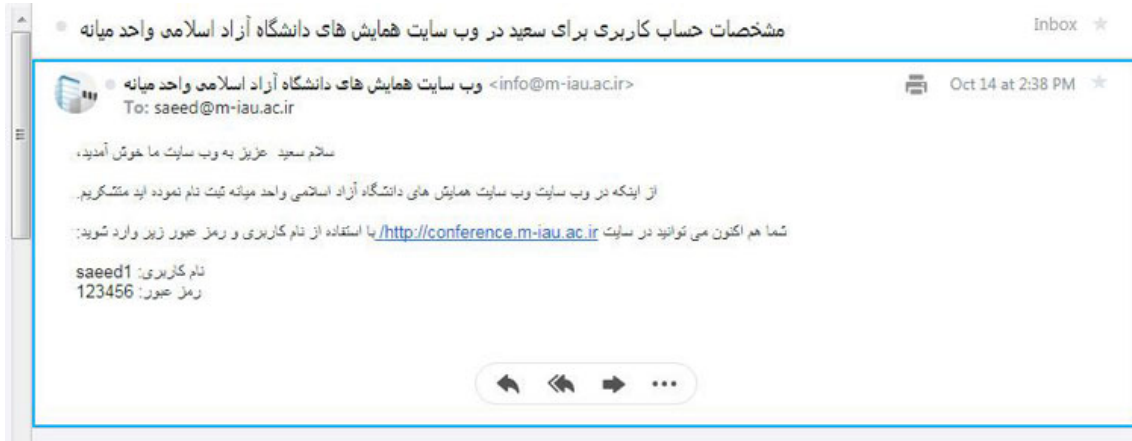 مشخصات حساب کاربری برای سعید در وب سایت همایش های دانشگاه آزاد اسلامی واحد میانه
Inbox
وب سایت همایش های دانشگاه آزاد اسلامی واحد میانه <info@m-iau.ac.ir>
Oct 14 at 2:38 PM
To: saeed@m-iau.ac.ir
سلام سعید عزیز به وب سایت ما خوش آمدید،
از اینکه در وب سایت وب سایت همایش های دانشگاه آزاد اسلامی واحد میانه ثبت نام نموده اید متشکریم.
شما هم اکنون می توانید در سایت http://conference.m-iau.ac.ir/ با استفاده از نام کاربری و رمز عبور زیر وارد شوید:
نام کاربری: saeed1
رمز عبور: 123456